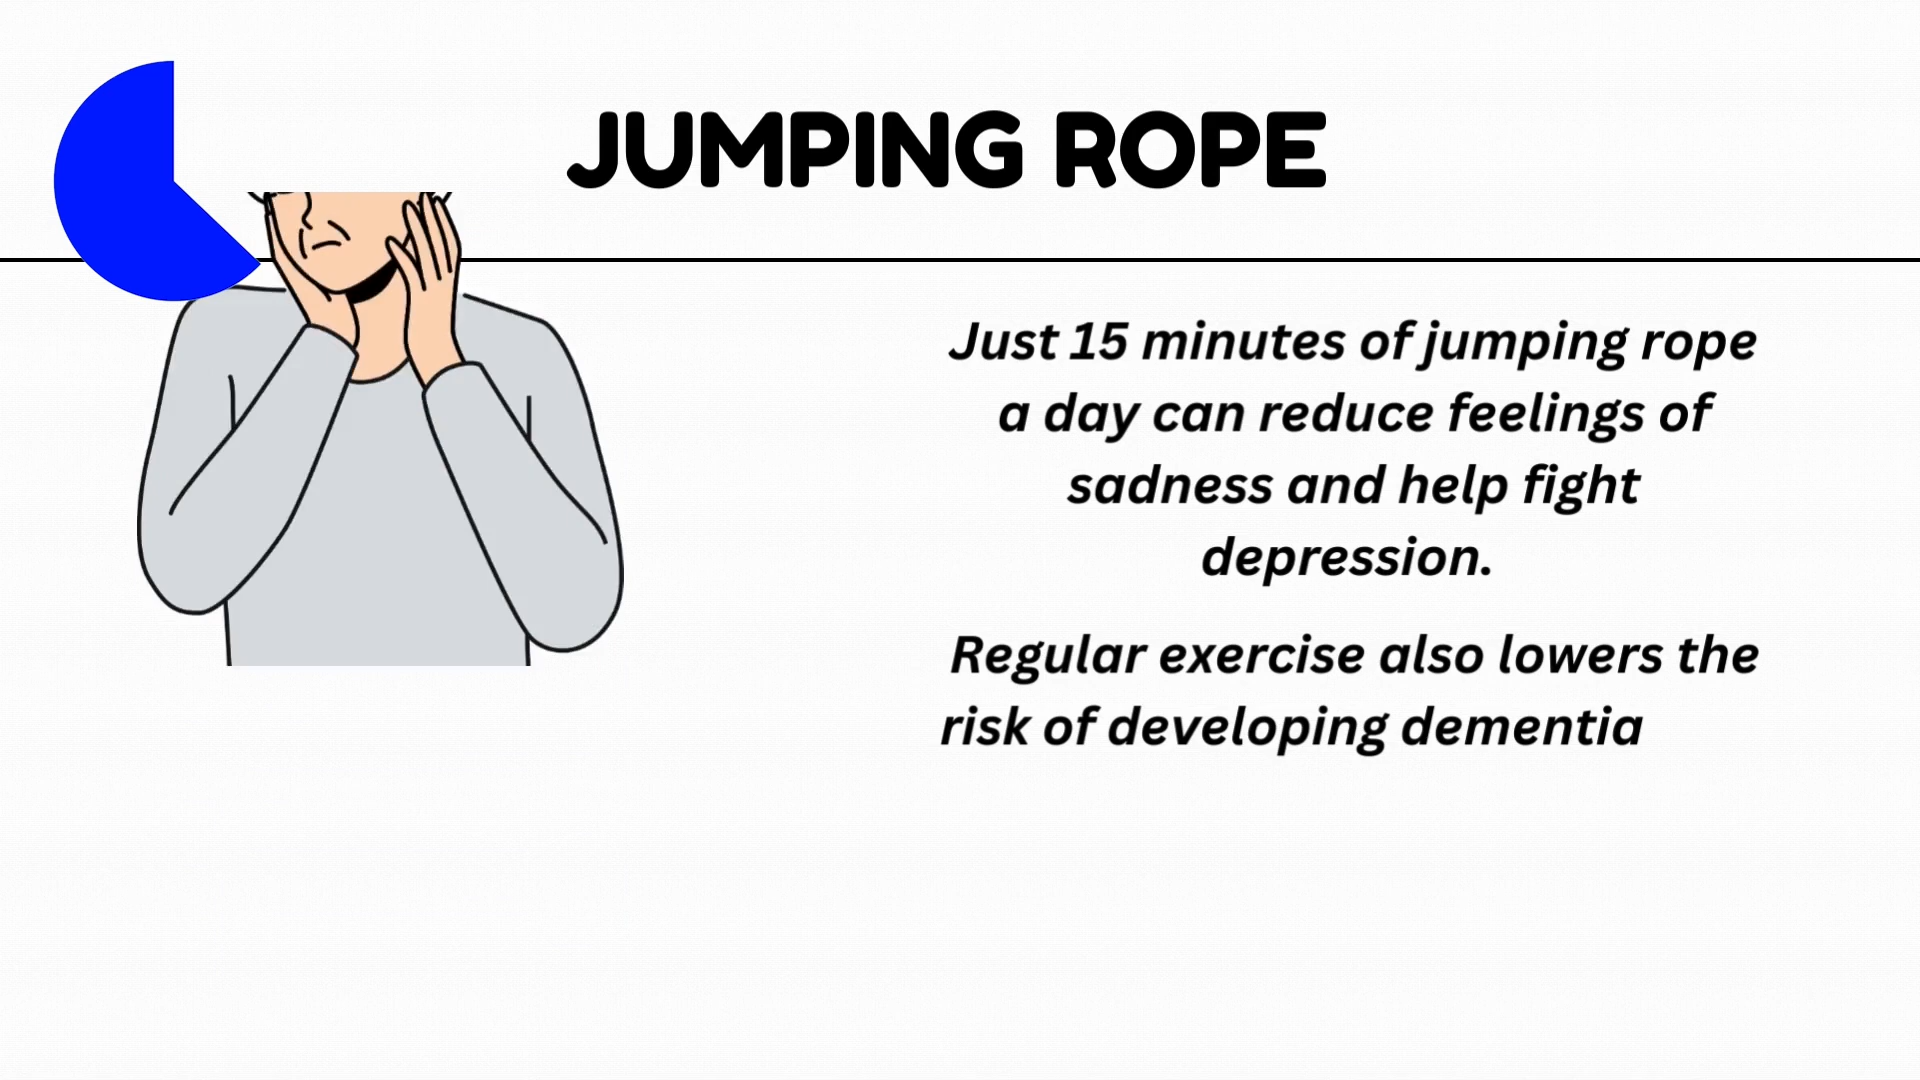 JUMPING ROPE
Just 15 minutes of jumping rope
a day can reduce feelings of
sadness and help fight
depression.
Regular exercise also lowers the
risk of developing dementia